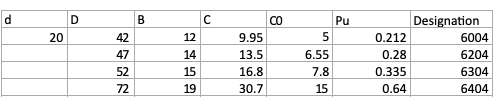 d D B C C0 Pu Designation
20 42 12 9.95 5 0.212 6004
47 14 13.5 6.55 0.28 6204
52 15 16.8 7.8 0.335 6304
72 19 30.7 15 0.64 6404